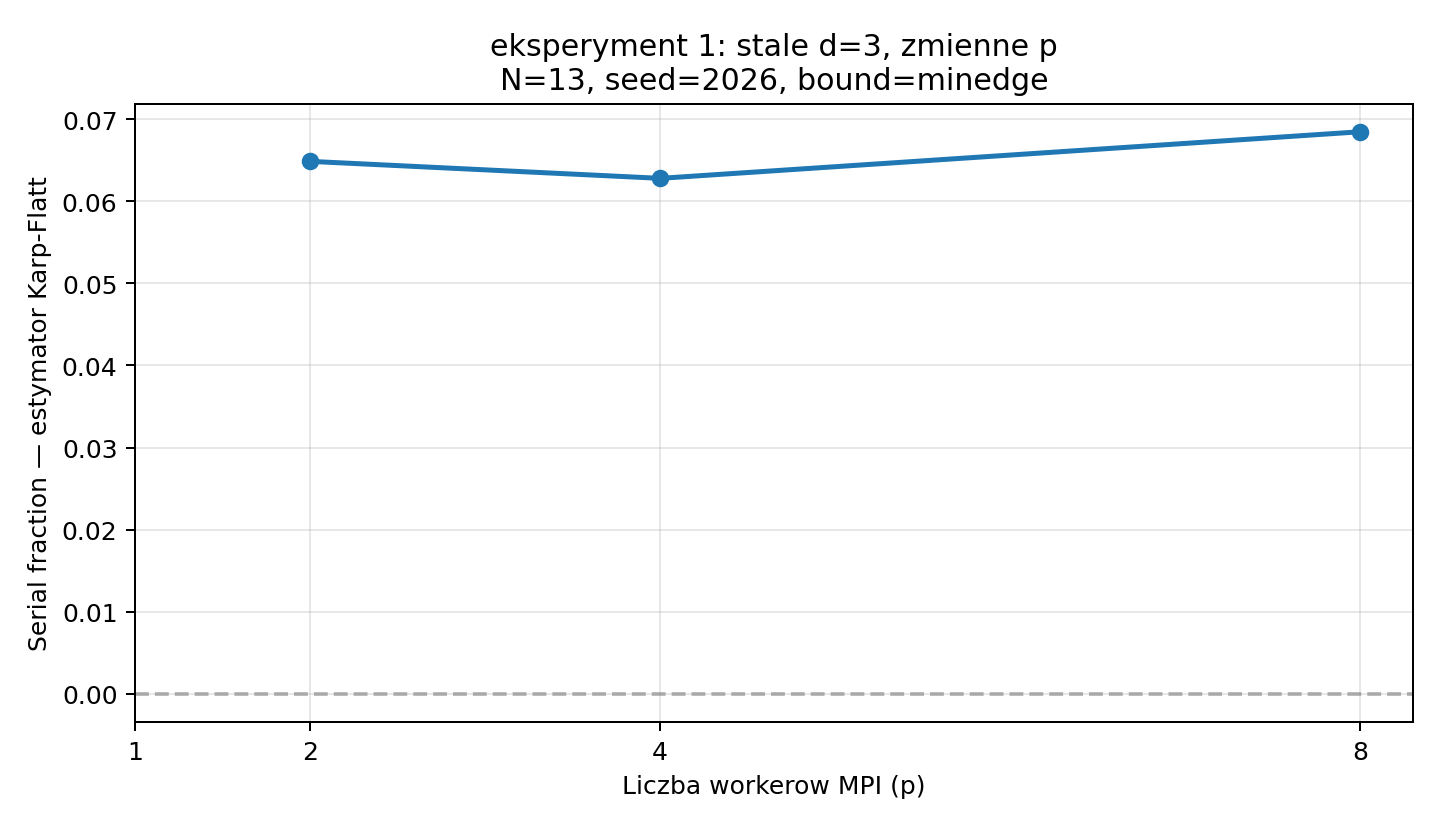 eksperyment 1: stale d=3, zmienne p
N=13, seed=2026, bound=minedge
Serial fraction — estymator Karp-Flatt
0.07
0.06
0.05
0.04
0.03
0.02
0.01
0.00
1 2 4 8
Liczba workerow MPI (p)